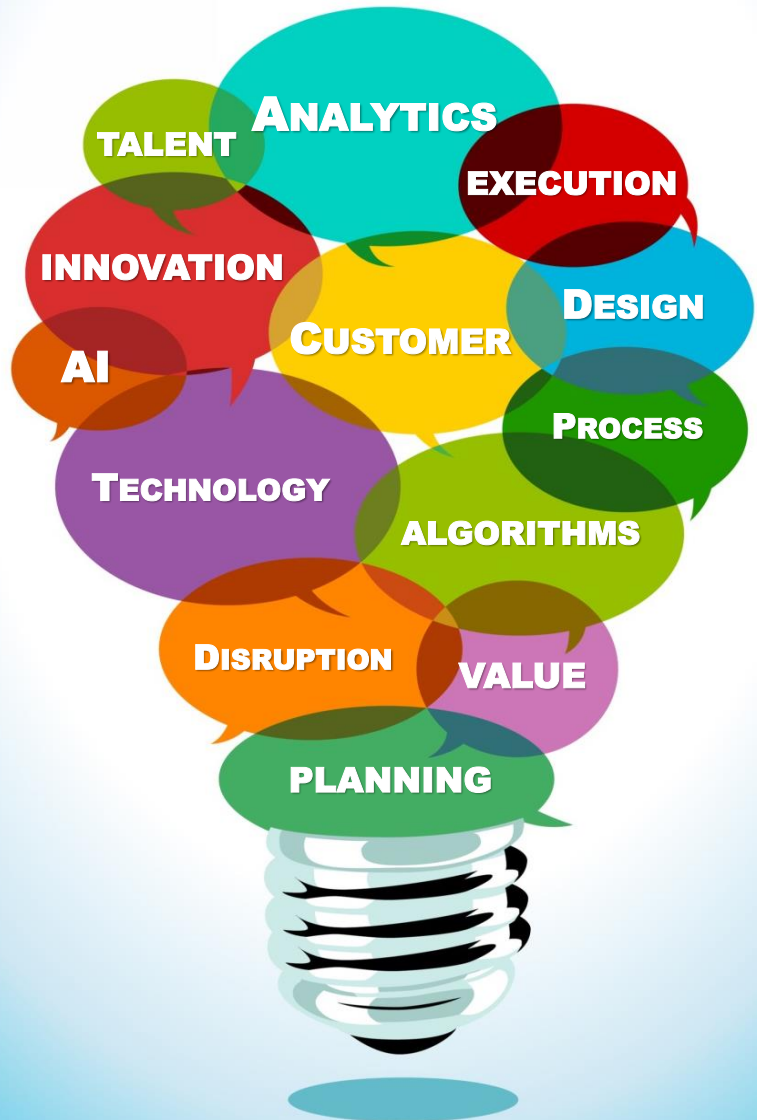 ANALYTICS
TALENT
EXECUTION
INNOVATION
DESIGN
CUSTOMER
AI
PROCESS
TECHNOLOGY
ALGORITHMS
DISRUPTION
VALUE
PLANNING